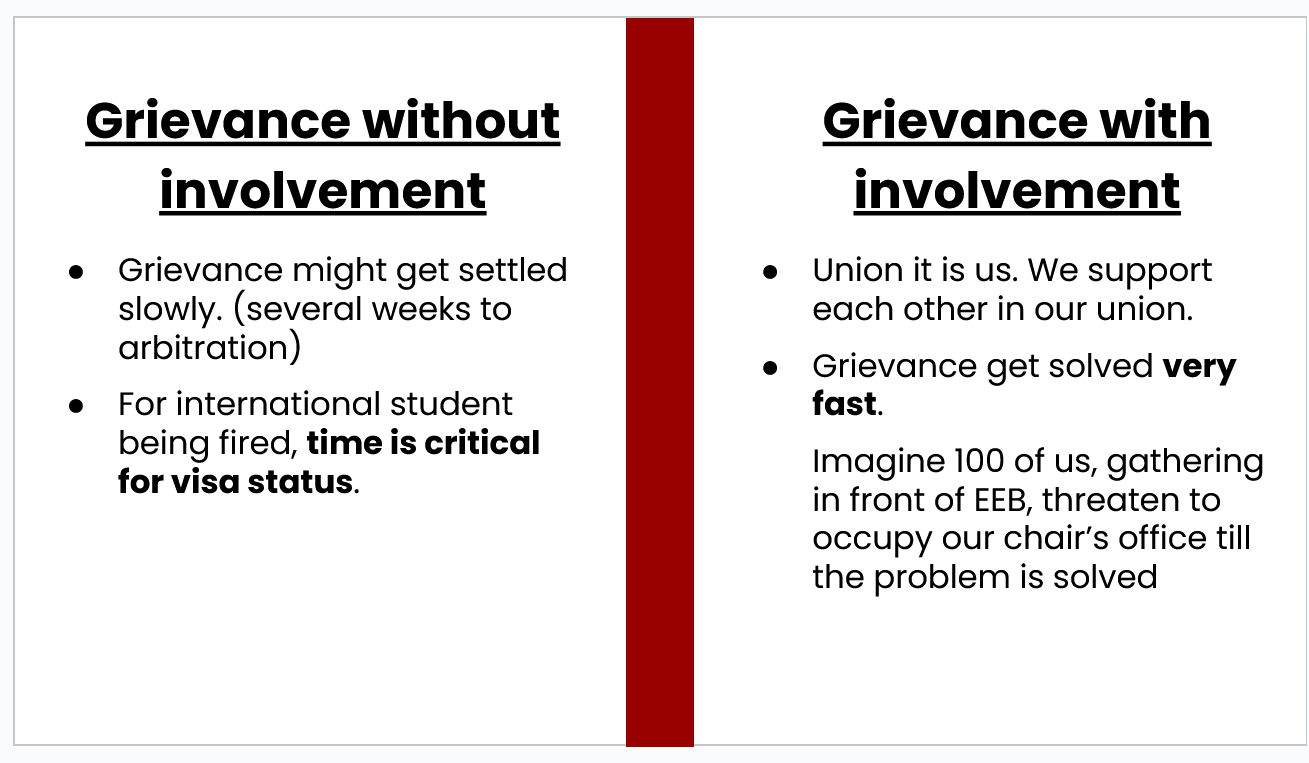 Grievance without
involvement
● Grievance might get settled
slowly. (several weeks to
arbitration)
● For international student
being fired, time is critical
for visa status.
Grievance with
involvement
● Union it is us. We support
each other in our union.
● Grievance get solved very
fast.
Imagine 100 of us, gathering
in front of EEB, threaten to
occupy our chair’s office till
the problem is solved